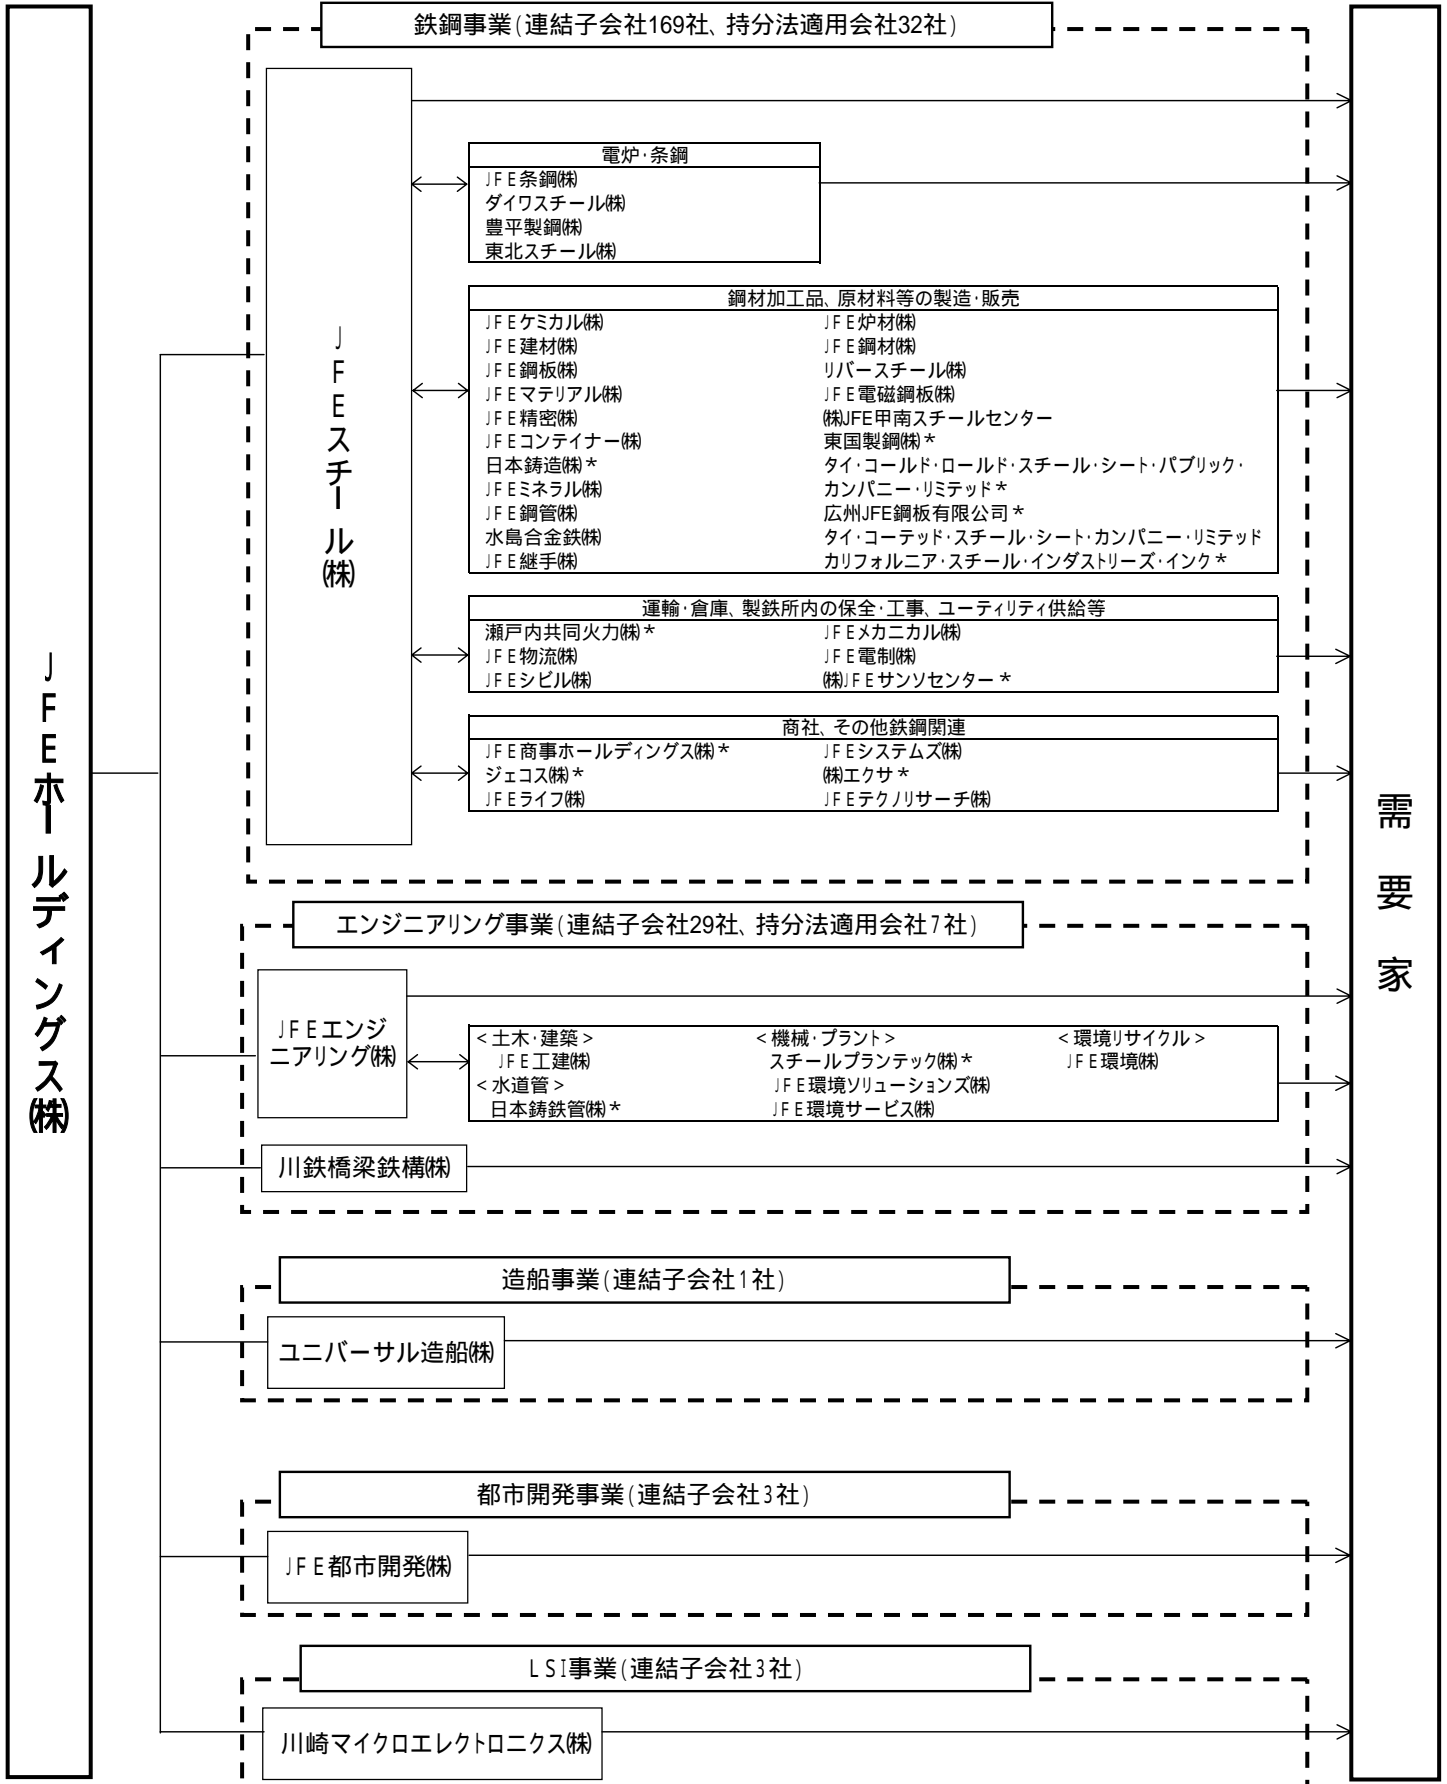 JFEホールディングス㈱
鉄鋼事業(連結子会社169社、持分法適用会社32社)
JFEスチール㈱
電炉・条鋼
JFE条鋼㈱
ダイワスチール㈱
豊平製鋼㈱
東北スチール㈱
鋼材加工品、原材料等の製造・販売
JFEケミカル㈱
JFE建材㈱
JFE鋼板㈱
JFEマテリアル㈱
JFE精密㈱
JFEコンテイナー㈱
日本鋳造㈱*
JFEミネラル㈱
JFE鋼管㈱
水島合金鉄㈱
JFE継手㈱
JFE炉材㈱
JFE鋼材㈱
リバースチール㈱
JFE電磁鋼板㈱
㈱JFE甲南スチールセンター
東国製鋼㈱*
タイ・コールド・ロールド・スチール・シート・パブリック・
カンパニー・リミテッド*
広州JFE鋼板有限公司*
タイ・コーテッド・スチール・シート・カンパニー・リミテッド
カリフォルニア・スチール・インダストリーズ・インク*
運輸・倉庫、製鉄所内の保全・工事、ユーティリティ供給等
瀬戸内共同火力㈱*
JFE物流㈱
JFEシビル㈱
JFEメカニカル㈱
JFE電制㈱
㈱JFEサンソセンター*
商社、その他鉄鋼関連
JFE商事ホールディングス㈱*
ジェコス㈱*
JFEライフ㈱
JFEシステムズ㈱
㈱エクサ*
JFEテクノリサーチ㈱
エンジニアリング事業(連結子会社29社、持分法適用会社7社)
JFEエンジ
ニアリング㈱
<土木・建築>
JFE工建㈱
<水道管>
日本鋳鉄管㈱*
<機械・プラント>
スチールプランテック㈱*
JFE環境ソリューションズ㈱
JFE環境サービス㈱
<環境リサイクル>
JFE環境㈱
川鉄橋梁鉄構㈱
造船事業(連結子会社1社)
ユニバーサル造船㈱
都市開発事業(連結子会社3社)
JFE都市開発㈱
LSI事業(連結子会社3社)
川崎マイクロエレクトロニクス㈱
需要家